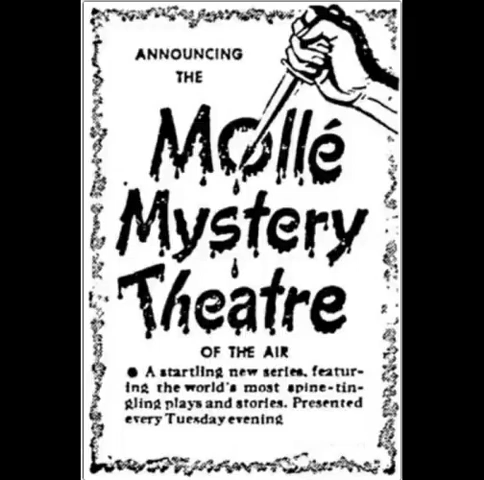 ANNOUNCING
THE
Mollé
Mystery
Theatre
OF THE AIR
● A startling new series, featur-
ing the world's most spine-tin-
gling plays and stories. Presented
every Tuesday evening